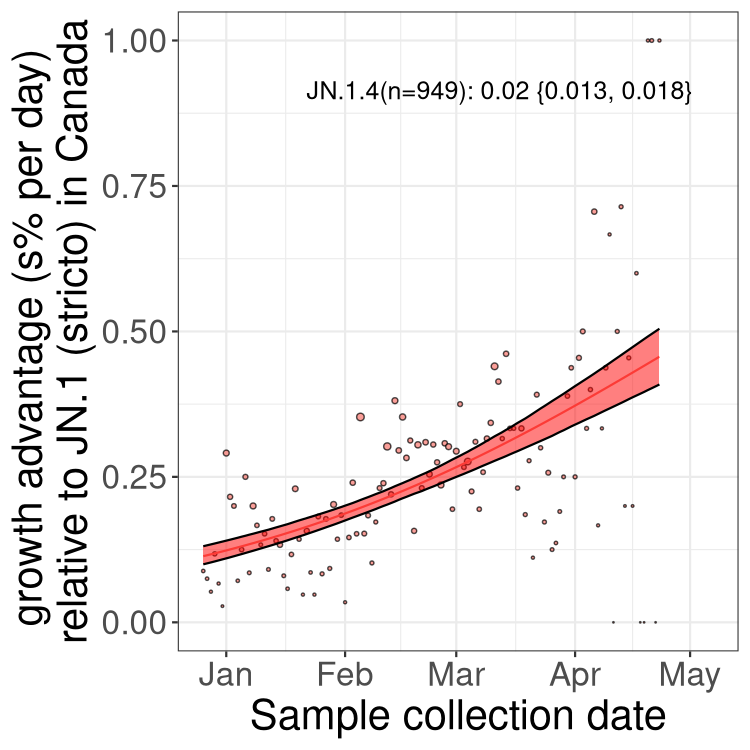 growth advantage (s% per day)
relative to JN.1 (stricto) in Canada
1.00
0.75
0.50
0.25
0.00
JN.1.4(n=949): 0.02 {0.013, 0.018}
Jan Feb Mar Apr May
Sample collection date